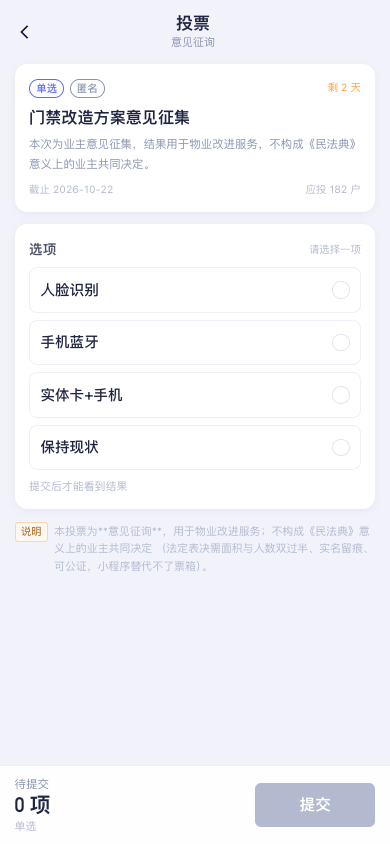 投票
意见征询
单选 匿名 剩 2 天
门禁改造方案意见征集
本次为业主意见征集，结果用于物业改进服务，不构成《民法典》
意义上的业主共同决定。
截止 2026-10-22 应投 182 户
选项 请选择一项
人脸识别
手机蓝牙
实体卡+手机
保持现状
提交后才能看到结果
说明 本投票为**意见征询**，用于物业改进服务；不构成《民法典》意
义上的业主共同决定 （法定表决需面积与人数双过半、实名留痕、
可公证，小程序替代不了票箱）。
待提交
0 项
单选
提交